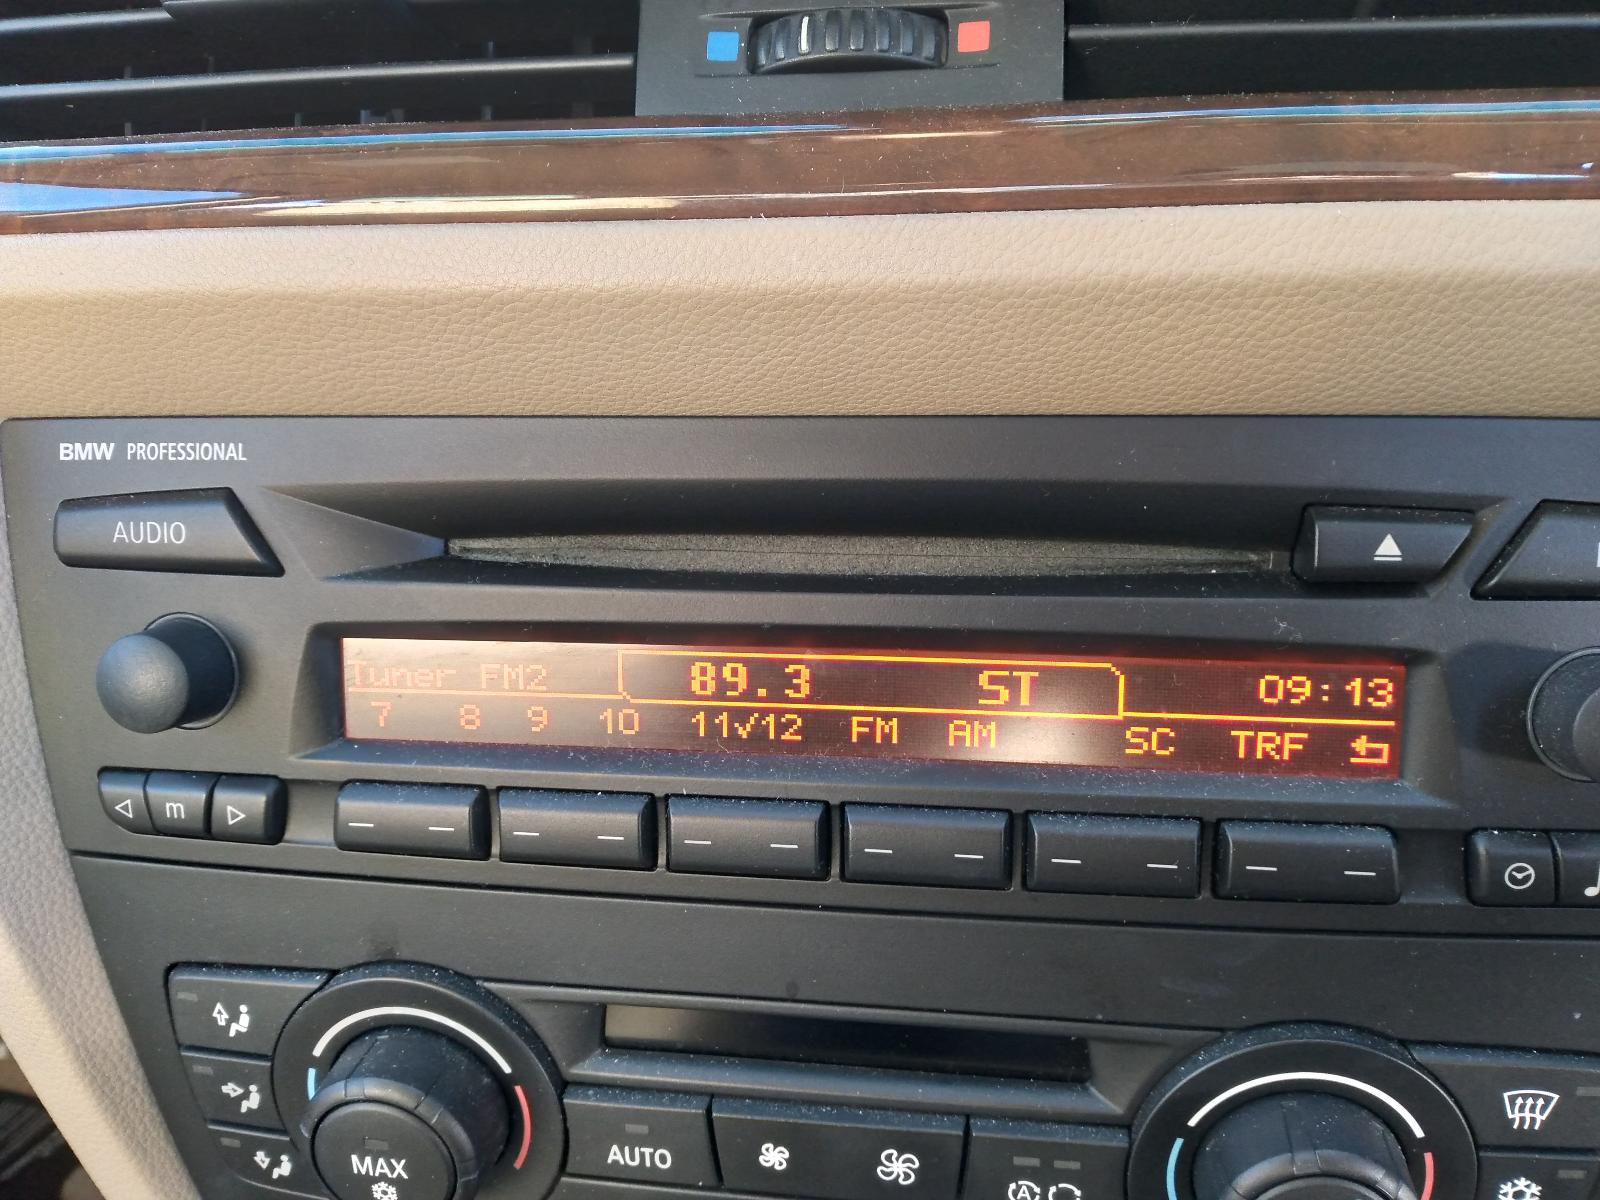 BMW PROFESSIONAL
AUDIO
Tuner FM2 89.3 ST 09:13
7 8 9 10 11√12 FM AM SC TRF
m
MAX
AUTO
A